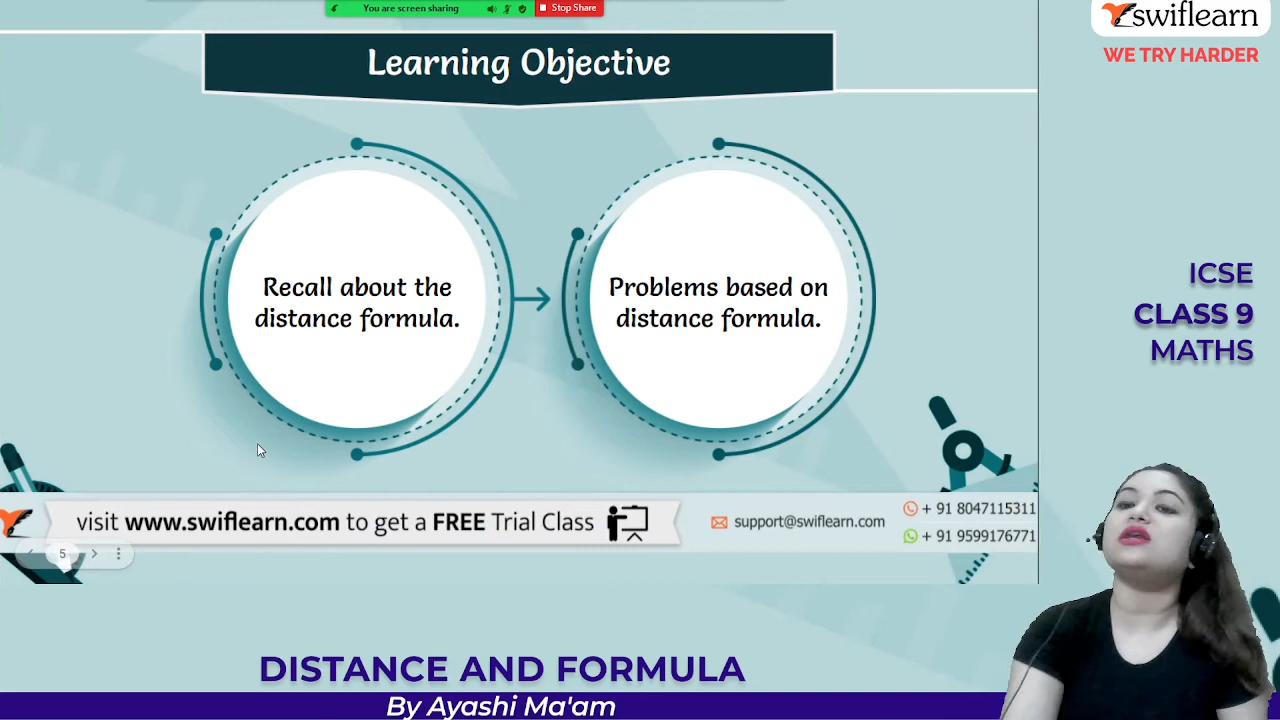 You are screen sharing
Stop Share
swiflearn
WE TRY HARDER
Learning Objective
Recall about the
distance formula.
Problems based on
distance formula.
ICSE
CLASS 9
MATHS
visit www.swiflearn.com to get a FREE Trial Class
support@swiflearn.com
+ 91 8047115311
+ 91 9599176771
5
DISTANCE AND FORMULA
By Ayashi Ma'am